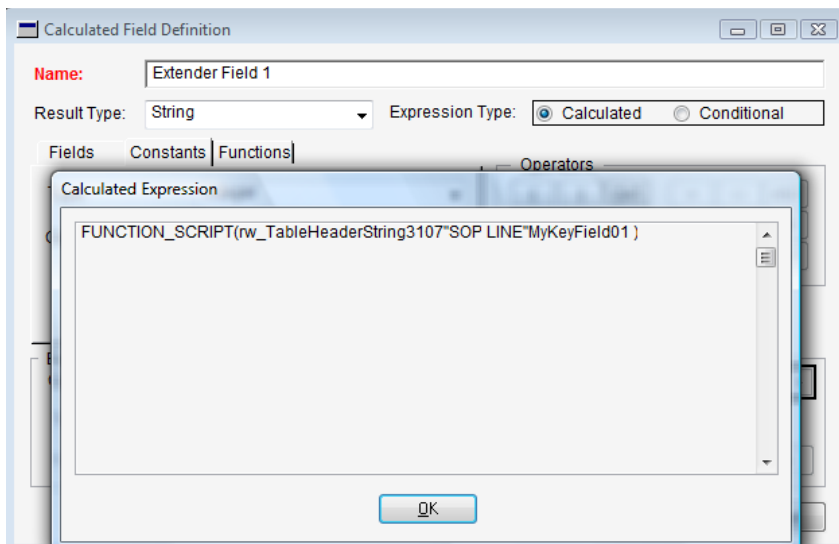 Calculated Field Definition
Name: Extender Field 1
Result Type: String Expression Type: Calculated Conditional
Fields Constants Functions
Operators
Calculated Expression
FUNCTION_SCRIPT(rw_TableHeaderString3107"SOP LINE"MyKeyField01 )
OK